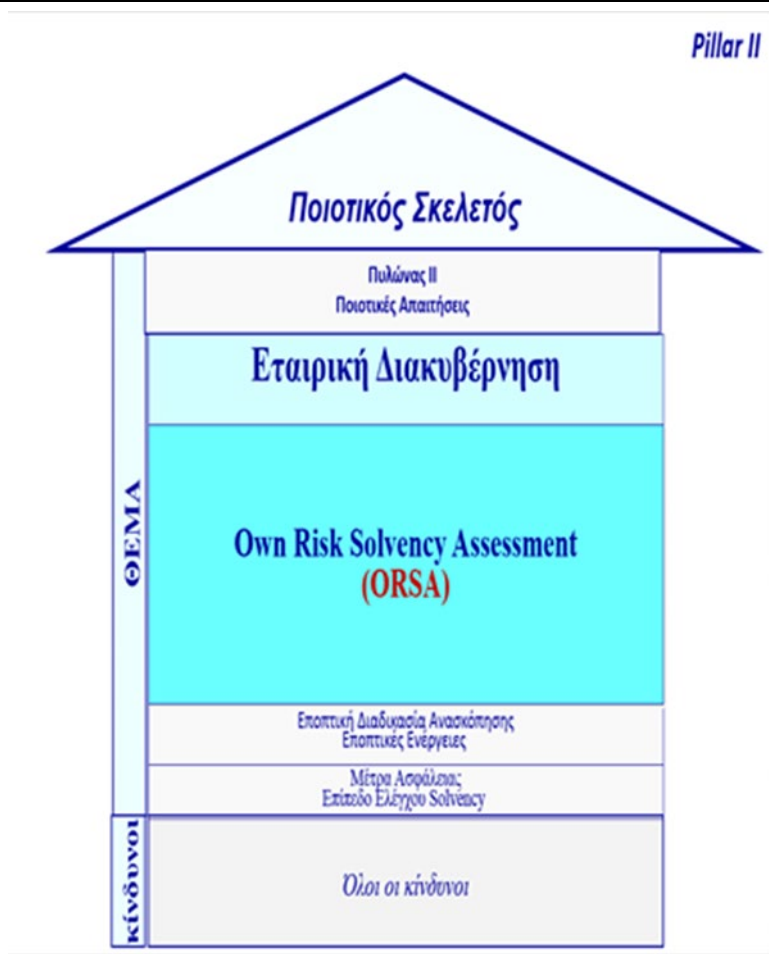 Pillar II
Ποιοτικός Σκελετός
Πυλώνας II
Ποιοτικές Απαιτήσεις
Εταιρική Διακυβέρνηση
ΘΕΜΑ
Own Risk Solvency Assessment
(ORSA)
Εποπτική Διαδικασία Ανασκόπησης
Εποπτικές Ενέργειες
Μέτρα Ασφάλειας
Επίπεδο Ελέγχου Solvency
κίνδυνοι
Όλοι οι κίνδυνοι